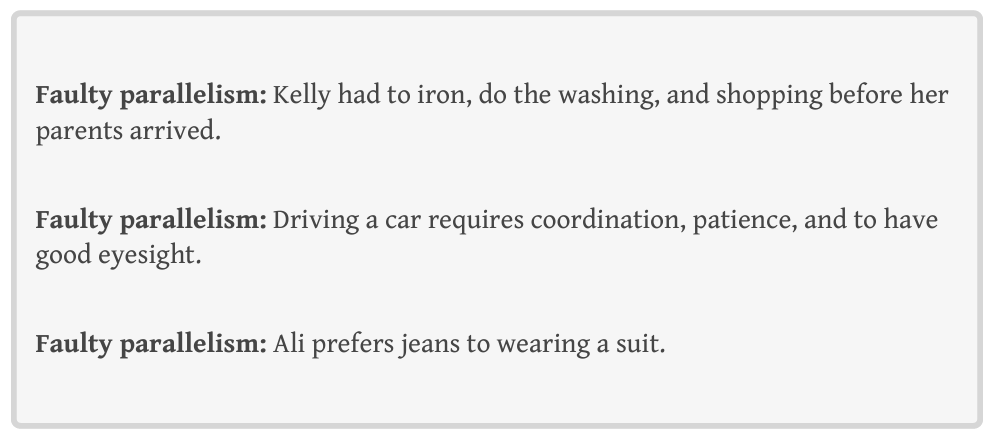 Faulty parallelism: Kelly had to iron, do the washing, and shopping before her
parents arrived.
Faulty parallelism: Driving a car requires coordination, patience, and to have
good eyesight.
Faulty parallelism: Ali prefers jeans to wearing a suit.